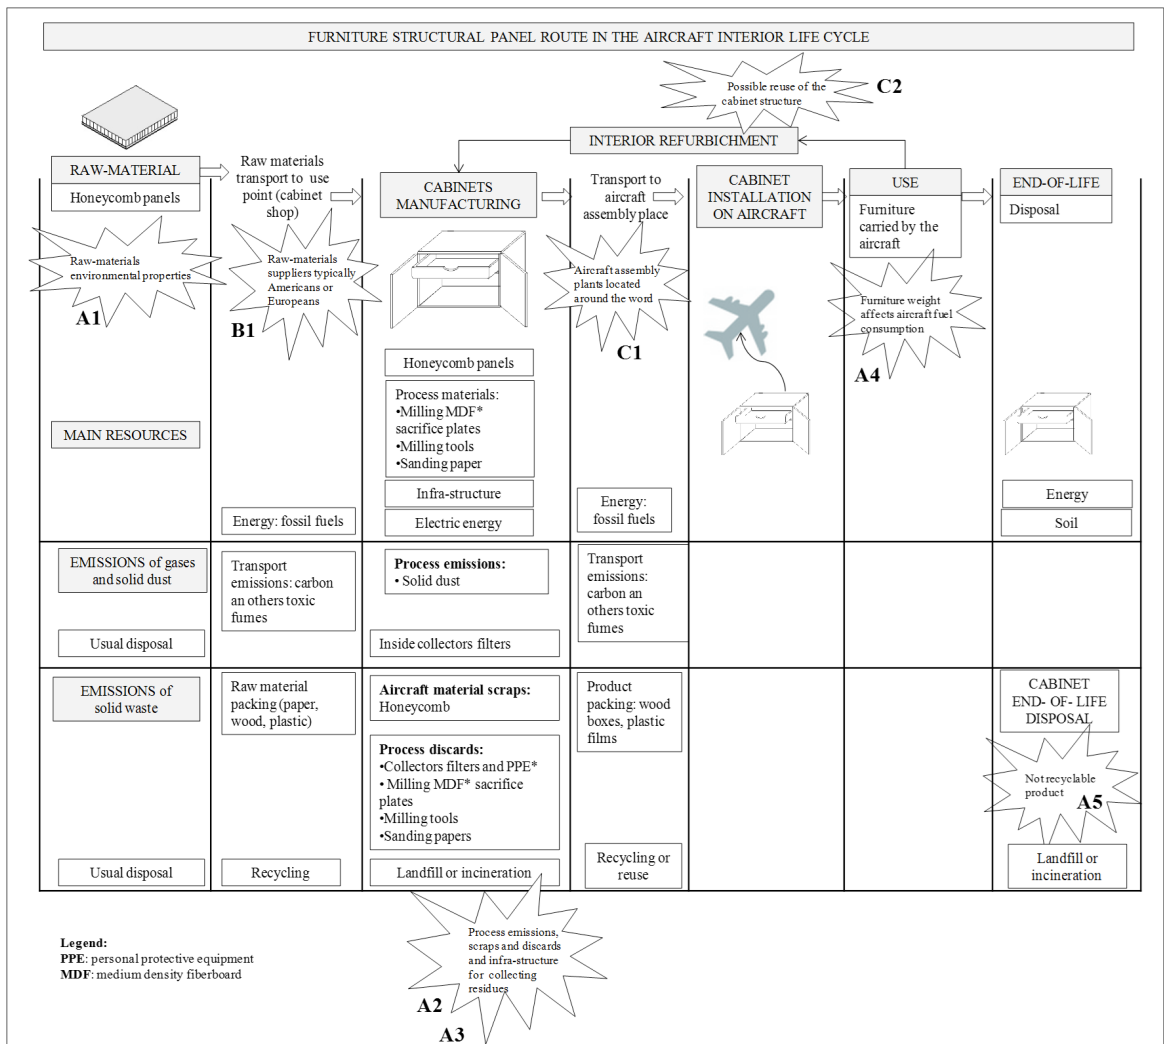 FURNITURE STRUCTURAL PANEL ROUTE IN THE AIRCRAFT INTERIOR LIFE CYCLE
Possible reuse of the
cabinet structure
C2
INTERIOR REFURBICHMENT
RAW-MATERIAL
Honeycomb panels
Raw materials
transport to use
point (cabinet
shop)
CABINETS
MANUFACTURING
Transport to
aircraft
assembly place
CABINET
INSTALLATION
ON AIRCRAFT
USE
Furniture
carried by the
aircraft
END-OF-LIFE
Disposal
Raw-materials
environmental properties
A1
Raw-materials
suppliers typically
Americans or
Europeans
B1
Aircraft assembly
plants located
around the word
C1
Furniture weight
affects aircraft fuel
consumption
A4
MAIN RESOURCES
Energy: fossil fuels
Honeycomb panels
Process materials:
•Milling MDF*
sacrifice plates
•Milling tools
•Sanding paper
Infra-structure
Electric energy
Energy:
fossil fuels
Energy
Soil
EMISSIONS of gases
and solid dust
Usual disposal
Transport
emissions: carbon
an others toxic
fumes
Process emissions:
• Solid dust
Inside collectors filters
Transport
emissions:
carbon an
others toxic
fumes
EMISSIONS of
solid waste
Usual disposal
Raw material
packing (paper,
wood, plastic)
Recycling
Aircraft material scraps:
Honeycomb
Process discards:
•Collectors filters and PPE*
• Milling MDF* sacrifice
plates
•Milling tools
•Sanding papers
Landfill or incineration
Product
packing: wood
boxes, plastic
films
Recycling or
reuse
CABINET
END- OF- LIFE
DISPOSAL
Not recyclable
product
A5
Landfill or
incineration
Process emissions,
scraps and discards
and infra-structure
for collecting
residues
A2
A3
Legend:
PPE: personal protective equipment
MDF: medium density fiberboard